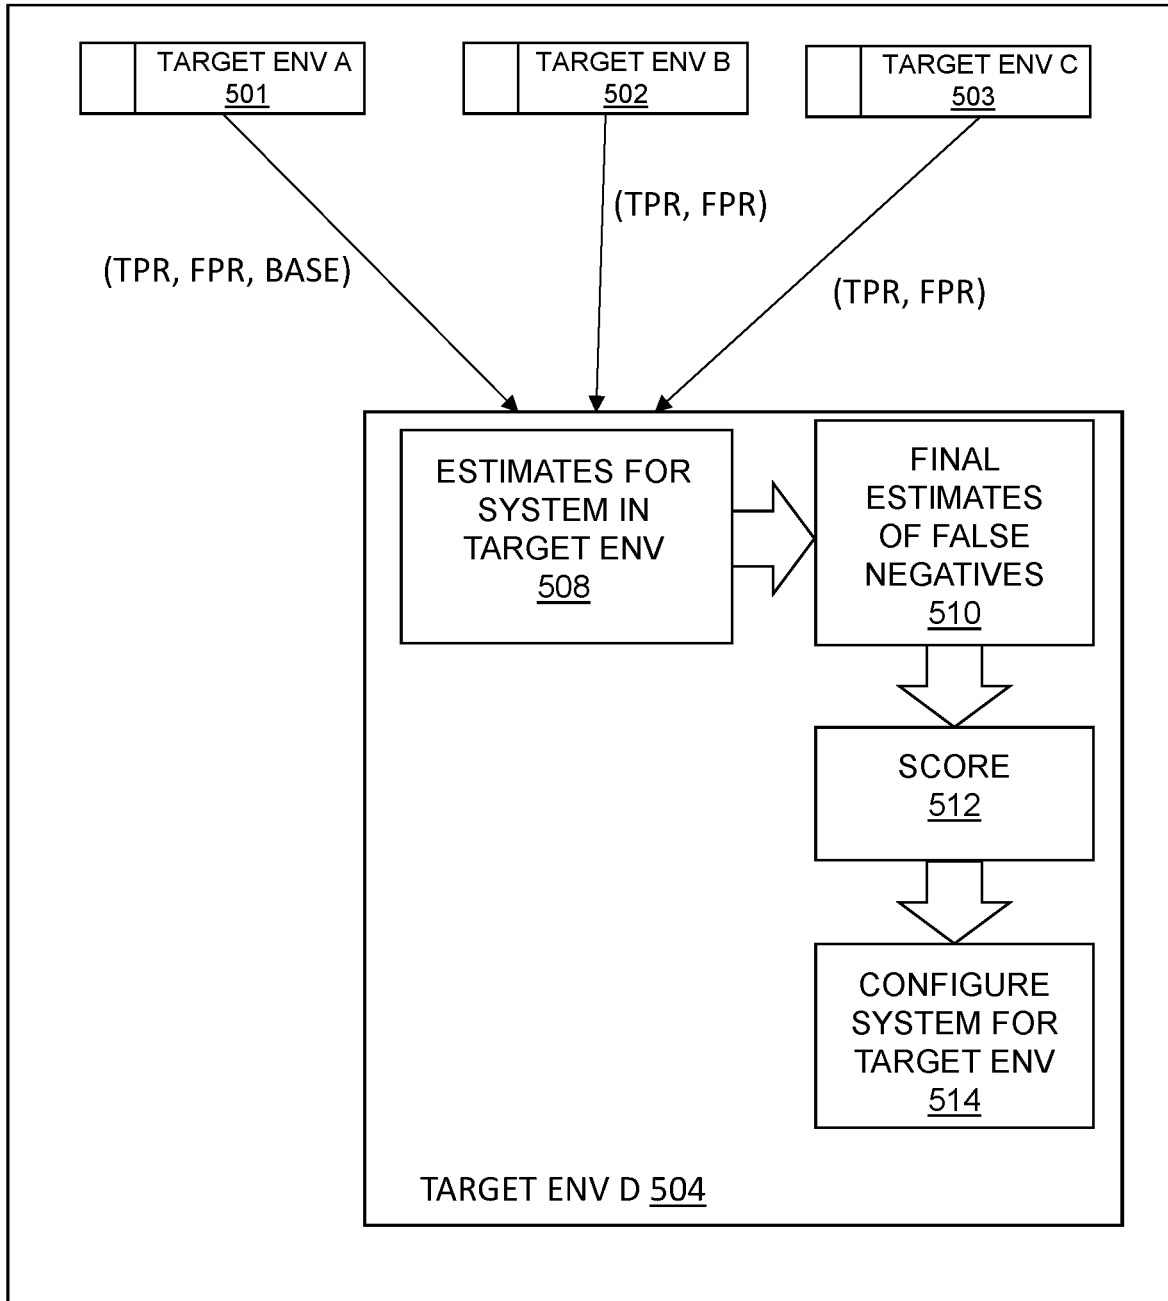 TARGET ENV A
501
TARGET ENV B
502
TARGET ENV C
503
(TPR, FPR)
(TPR, FPR, BASE)
(TPR, FPR)
ESTIMATES FOR
SYSTEM IN
TARGET ENV
508
FINAL
ESTIMATES
OF FALSE
NEGATIVES
510
SCORE
512
CONFIGURE
SYSTEM FOR
TARGET ENV
514
TARGET ENV D 504